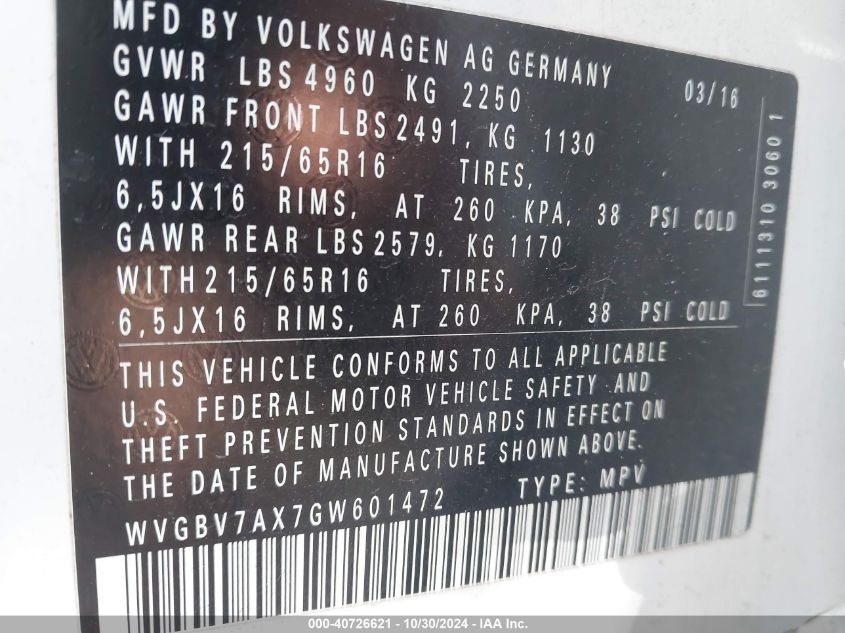 MFD BY VOLKSWAGEN AG GERMANY 03/16
GVWR LBS 4960 KG 2250
GAWR FRONT LBS 2491, KG 1130
WITH 215/65R16 TIRES,
6,5JX16 RIMS, AT 260 KPA, 38 PSI COLD
GAWR REAR LBS 2579, KG 1170
WITH 215/65R16 TIRES,
6,5JX16 RIMS, AT 260 KPA, 38 PSI COLD
THIS VEHICLE CONFORMS TO ALL APPLICABLE
U.S. FEDERAL MOTOR VEHICLE SAFETY AND
THEFT PREVENTION STANDARDS IN EFFECT ON
THE DATE OF MANUFACTURE SHOWN ABOVE.
WVGBV7AX7GW601472 TYPE: MPV
6111310 3060 1
000-40726621 - 10/30/2024 - IAA Inc.